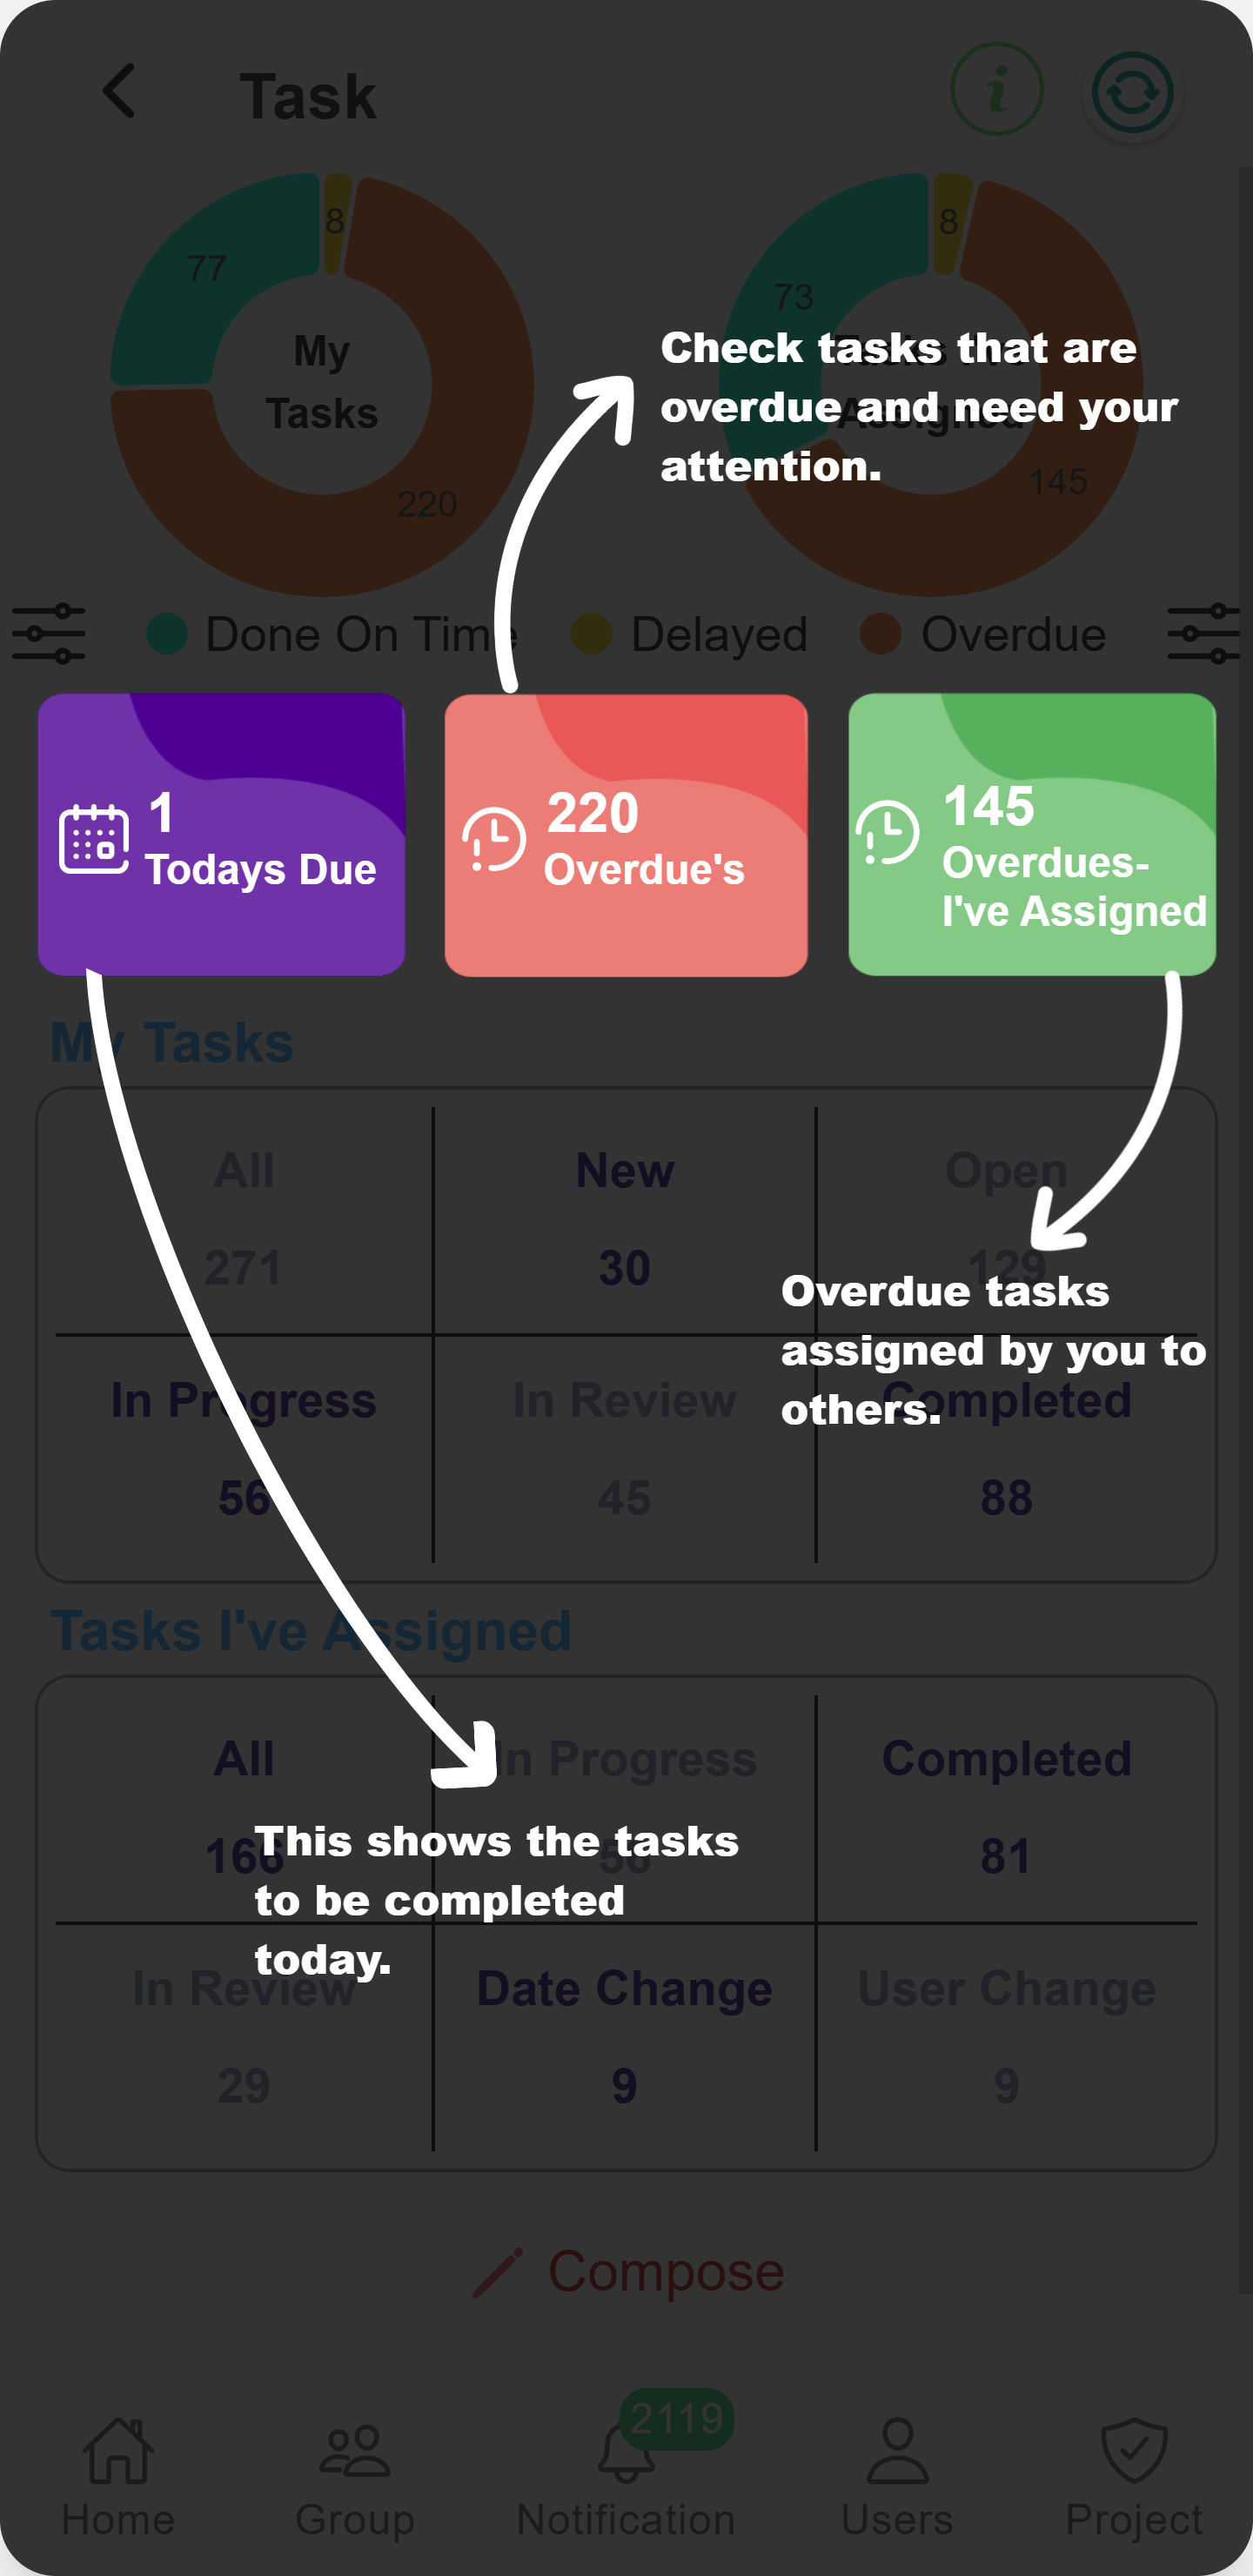 Task
77
8
My
Tasks
220
73
8
Tasks I've
Assigned
145
Check tasks that are
overdue and need your
attention.
Done On Time
Delayed
Overdue
1
Todays Due
220
Overdue's
145
Overdues-
I've Assigned
My Tasks
All
271
New
30
Open
129
In Progress
56
In Review
45
Completed
88
Overdue tasks
assigned by you to
others.
Tasks I've Assigned
All
166
In Progress
56
Completed
81
This shows the tasks
to be completed
today.
In Review
29
Date Change
9
User Change
9
Compose
2119
Home
Group
Notification
Users
Project